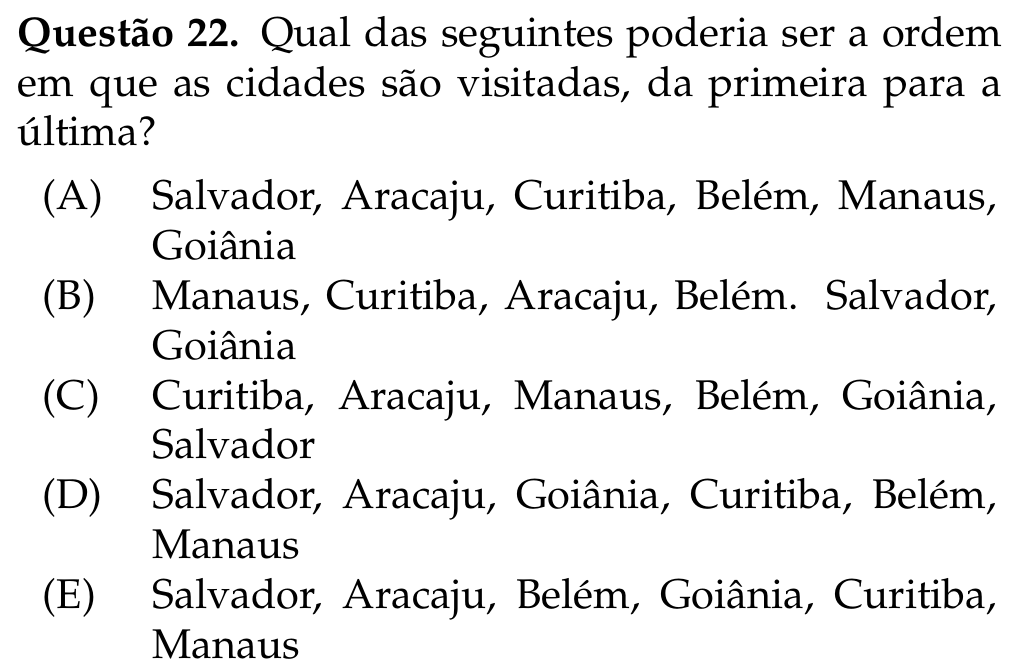 Questão 22. Qual das seguintes poderia ser a ordem
em que as cidades são visitadas, da primeira para a
última?
(A) Salvador, Aracaju, Curitiba, Belém, Manaus,
Goiânia
(B) Manaus, Curitiba, Aracaju, Belém. Salvador,
Goiânia
(C) Curitiba, Aracaju, Manaus, Belém, Goiânia,
Salvador
(D) Salvador, Aracaju, Goiânia, Curitiba, Belém,
Manaus
(E) Salvador, Aracaju, Belém, Goiânia, Curitiba,
Manaus